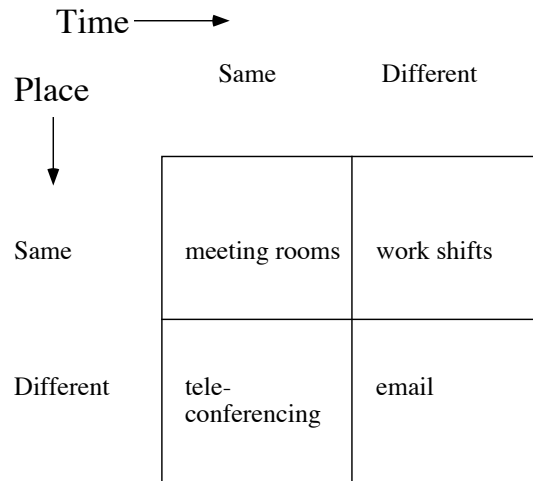 Time
Same Different
Place
Same meeting rooms work shifts
Different tele- email
conferencing